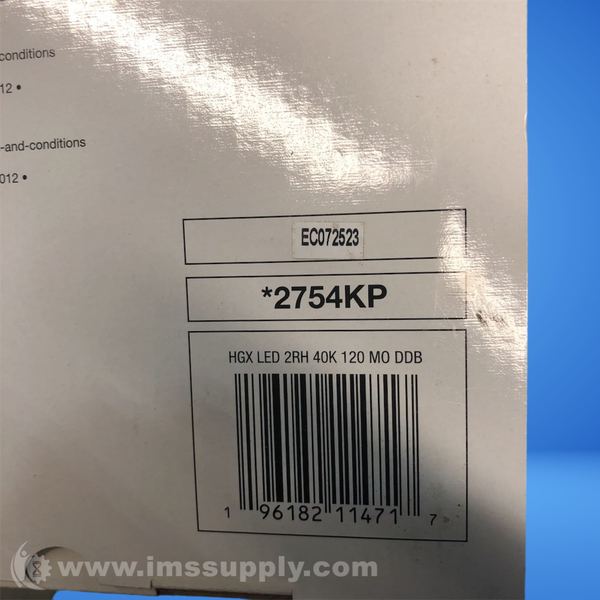 conditions
12 •
-and-conditions
012 •
EC072523
*2754KP
HGX LED 2RH 40K 120 MO DDB
1 96182 11471 7
www.imssupply.com